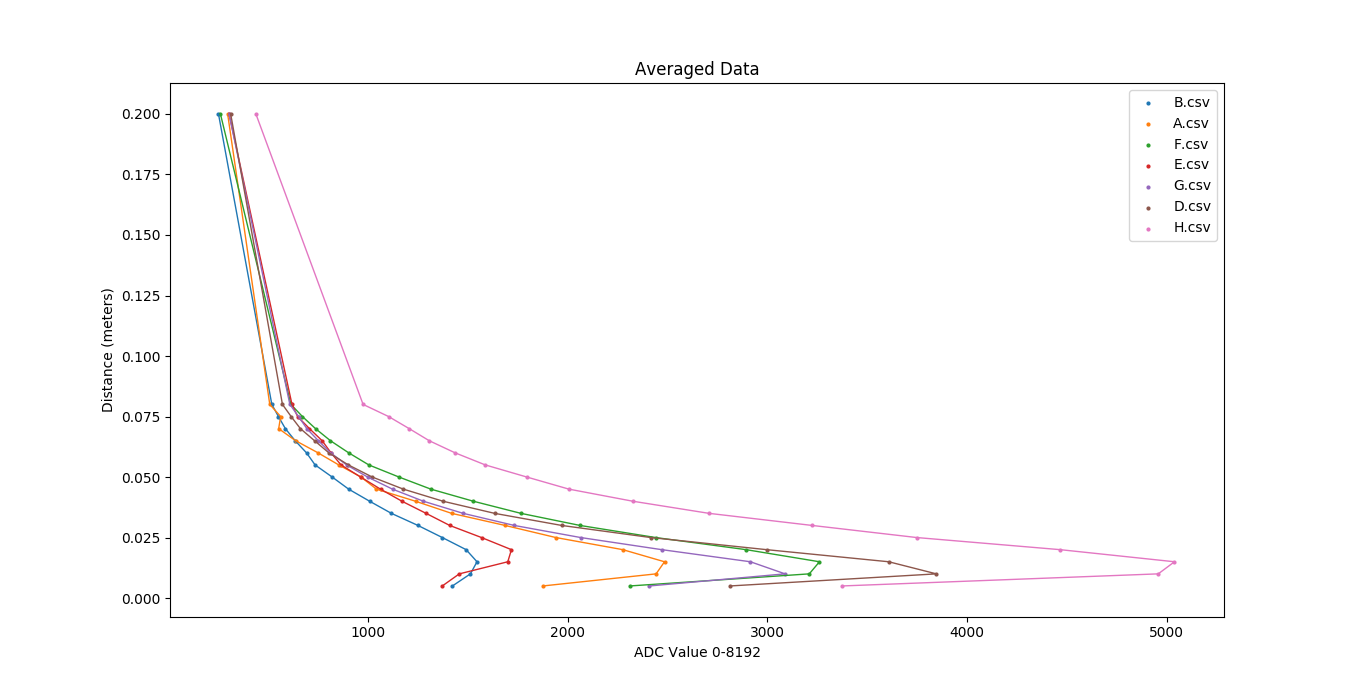 Averaged Data
0.200
0.175
0.150
0.125
0.100
0.075
0.050
0.025
0.000
Distance (meters)
1000 2000 3000 4000 5000
ADC Value 0-8192
B.csv
A.csv
F.csv
E.csv
G.csv
D.csv
H.csv